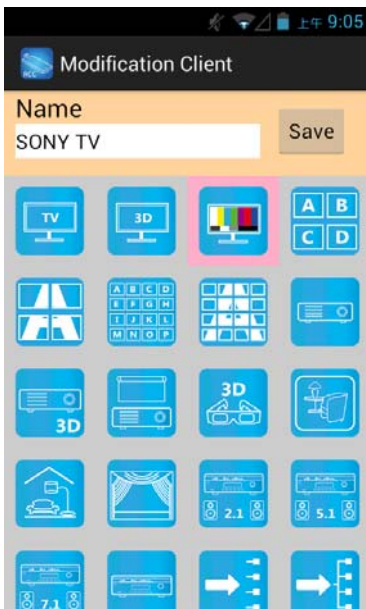 上午 9:05
ACC Modification Client
Name
SONY TV Save
TV 3D A B
C D
A B C D
E F G H
I J K L
M N O P
3D
3D
2.1 5.1
7.1